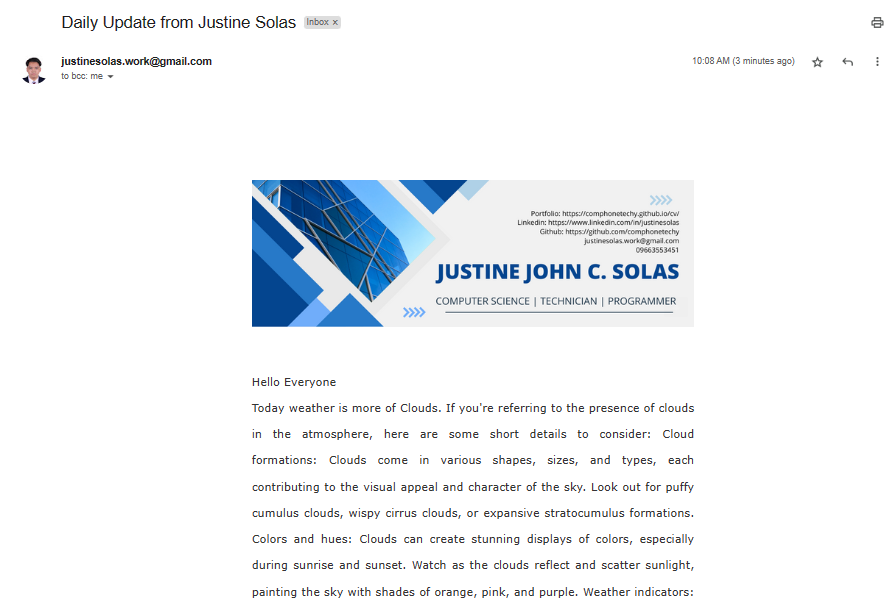 Daily Update from Justine Solas Inbox x
justinesolas.work@gmail.com
10:08 AM (3 minutes ago)
to bcc: me
Portfolio: https://comphonetechy.github.io/cv/
Linkedin: https://www.linkedin.com/in/justinesolas
Github: https://github.com/comphonetechy
justinesolas.work@gmail.com
09663553451
JUSTINE JOHN C. SOLAS
COMPUTER SCIENCE | TECHNICIAN | PROGRAMMER
Hello Everyone
Today weather is more of Clouds. If you're referring to the presence of clouds
in the atmosphere, here are some short details to consider: Cloud
formations: Clouds come in various shapes, sizes, and types, each
contributing to the visual appeal and character of the sky. Look out for puffy
cumulus clouds, wispy cirrus clouds, or expansive stratocumulus formations.
Colors and hues: Clouds can create stunning displays of colors, especially
during sunrise and sunset. Watch as the clouds reflect and scatter sunlight,
painting the sky with shades of orange, pink, and purple. Weather indicators: